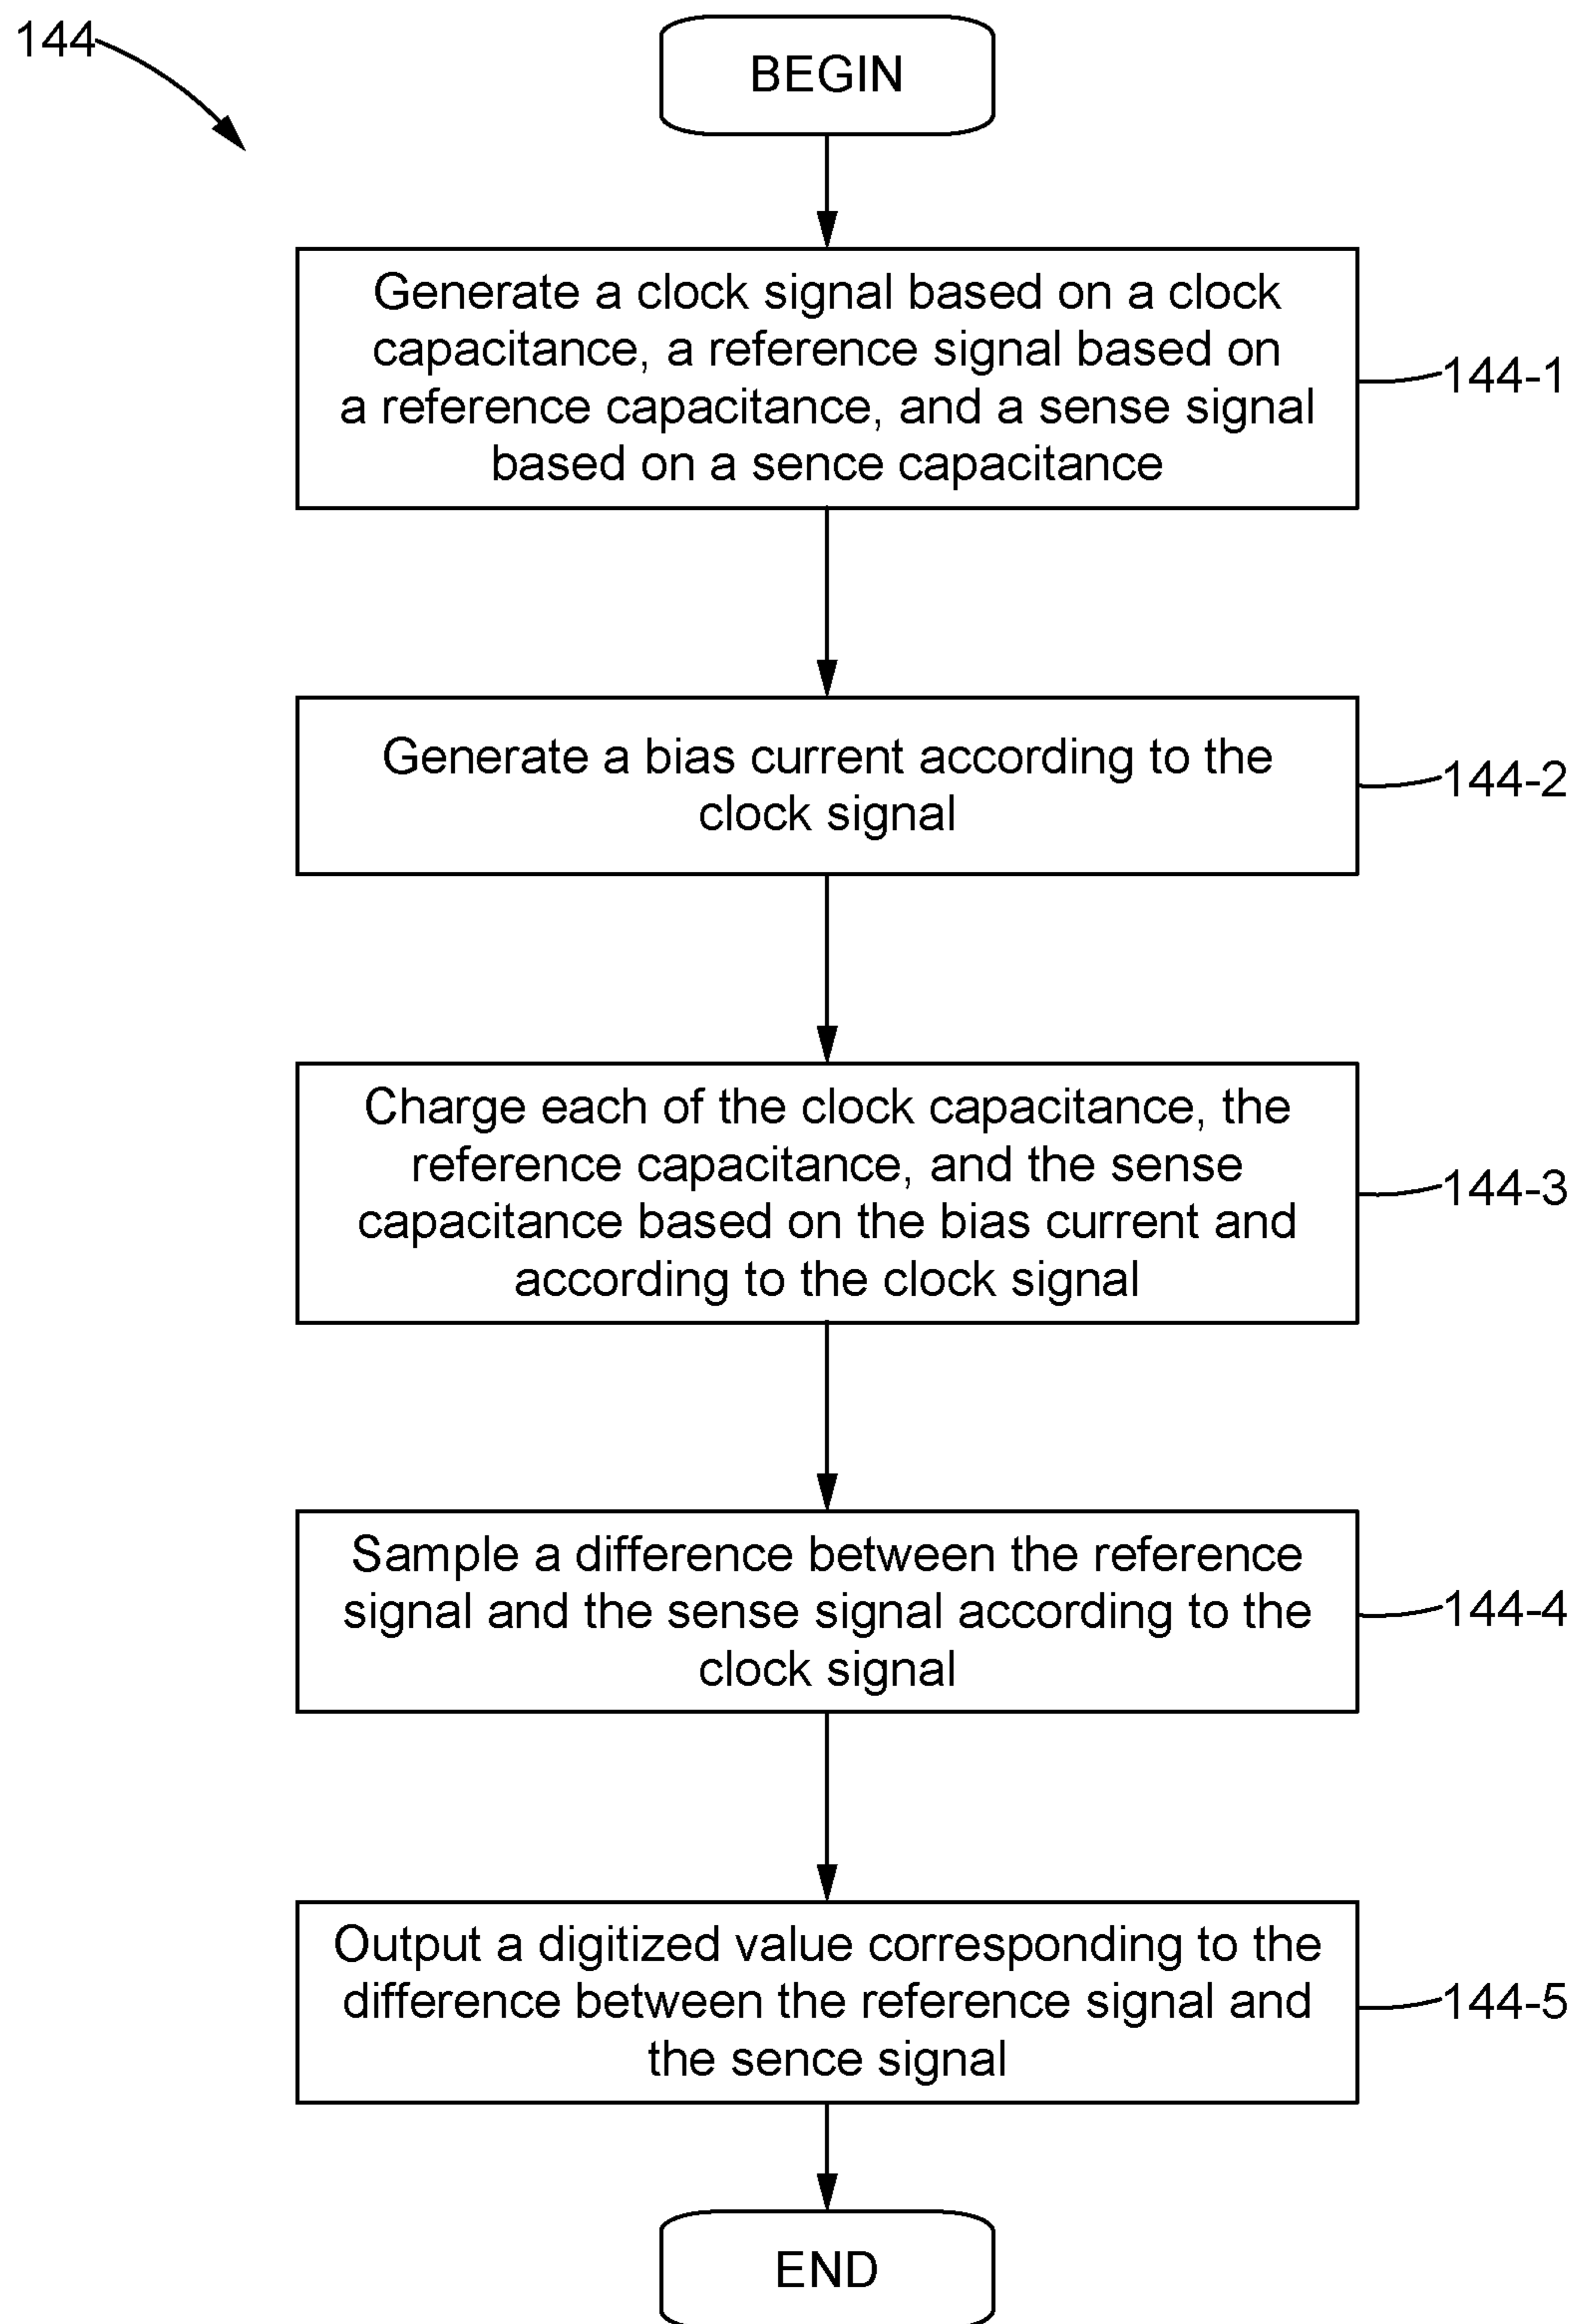 144
BEGIN
Generate a clock signal based on a clock
capacitance, a reference signal based on
a reference capacitance, and a sense signal
based on a sence capacitance
144-1
Generate a bias current according to the
clock signal
144-2
Charge each of the clock capacitance, the
reference capacitance, and the sense
capacitance based on the bias current and
according to the clock signal
144-3
Sample a difference between the reference
signal and the sense signal according to the
clock signal
144-4
Output a digitized value corresponding to the
difference between the reference signal and
the sence signal
144-5
END